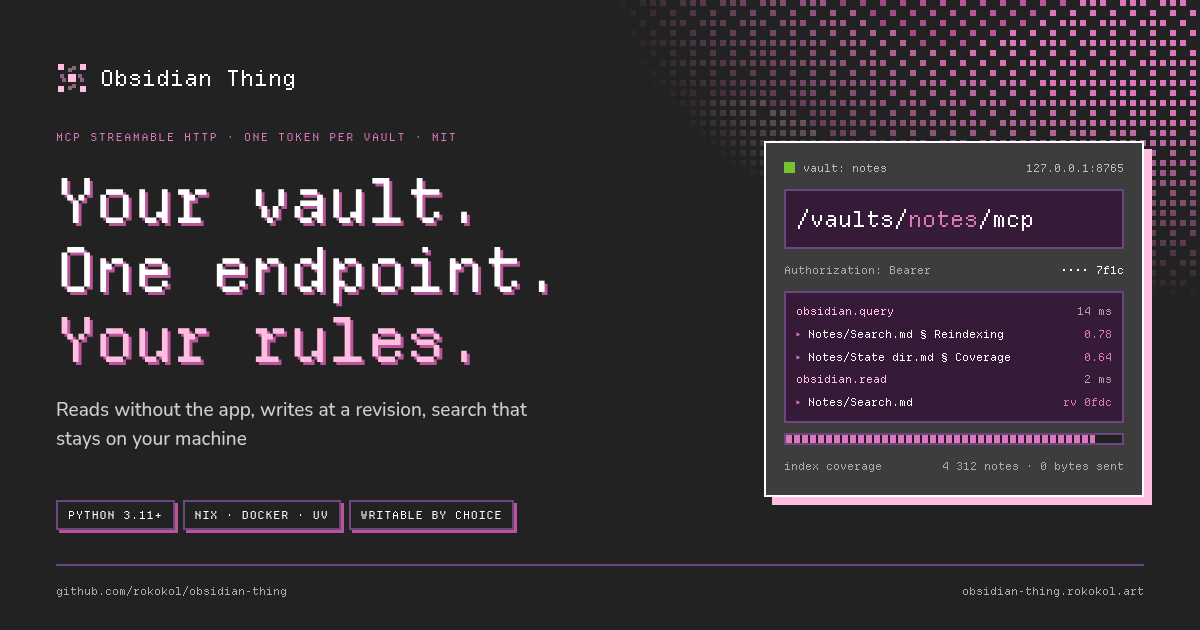 Obsidian Thing
MCP STREAMABLE HTTP · ONE TOKEN PER VAULT · MIT
Your vault.
One endpoint.
Your rules.
Reads without the app, writes at a revision, search that
stays on your machine
PYTHON 3.11+
NIX · DOCKER · UV
WRITABLE BY CHOICE
vault: notes 127.0.0.1:8765
/vaults/notes/mcp
Authorization: Bearer ···· 7f1c
obsidian.query 14 ms
▸ Notes/Search.md § Reindexing 0.78
▸ Notes/State dir.md § Coverage 0.64
obsidian.read 2 ms
▸ Notes/Search.md rv 0fdc
index coverage 4 312 notes · 0 bytes sent
github.com/rokokol/obsidian-thing
obsidian-thing.rokokol.art